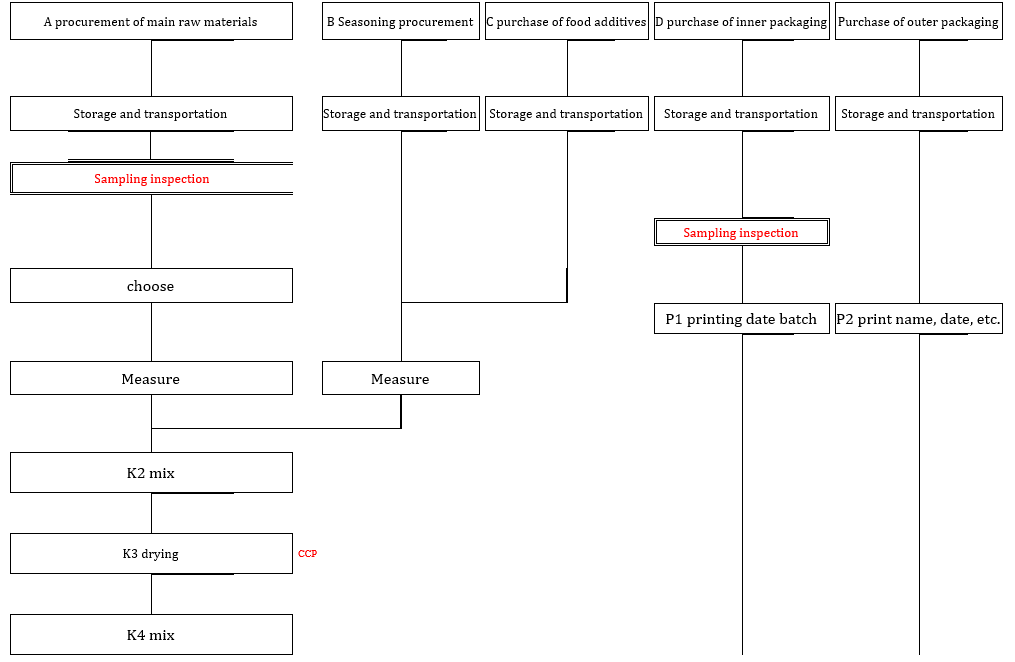 A procurement of main raw materials
B Seasoning procurement
C purchase of food additives
D purchase of inner packaging
Purchase of outer packaging
Storage and transportation
Storage and transportation
Storage and transportation
Storage and transportation
Storage and transportation
Sampling inspection
Sampling inspection
choose
P1 printing date batch
P2 print name, date, etc.
Measure
Measure
K2 mix
K3 drying
CCP
K4 mix